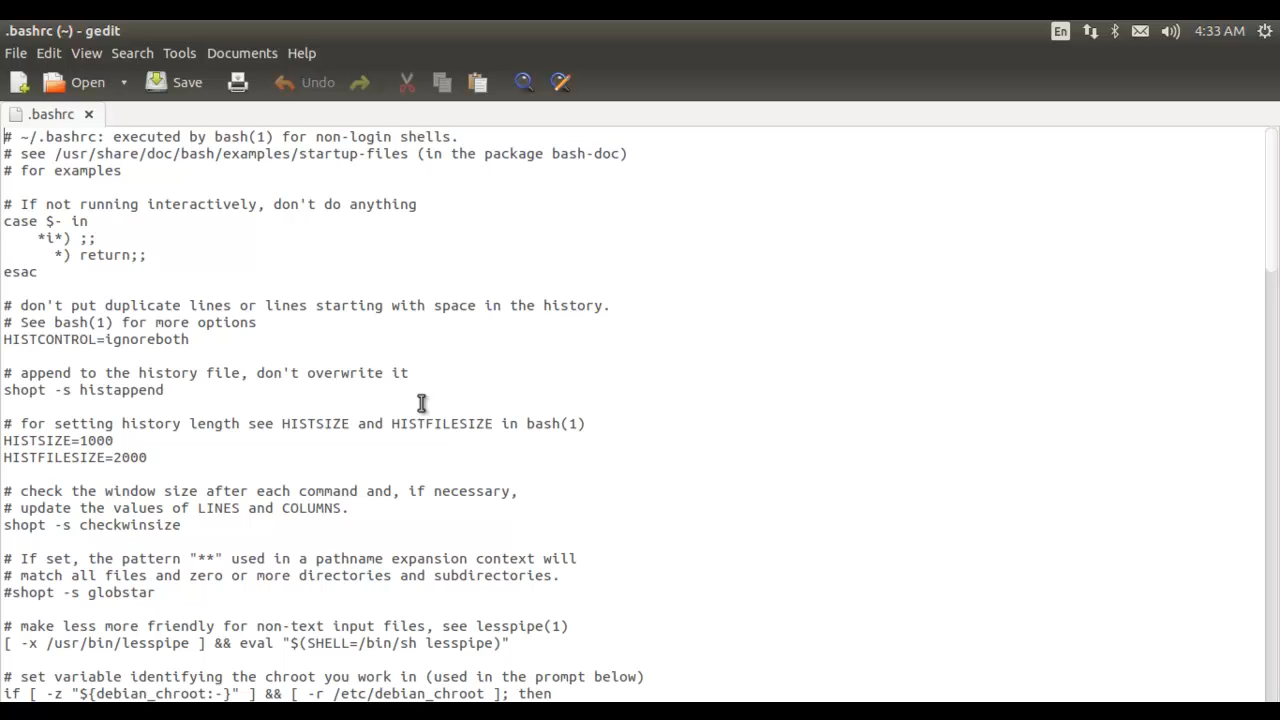 .bashrc (~) - gedit
En
4:33 AM
File Edit View Search Tools Documents Help
Open Save Undo
.bashrc
# ~/.bashrc: executed by bash(1) for non-login shells.
# see /usr/share/doc/bash/examples/startup-files (in the package bash-doc)
# for examples
# If not running interactively, don't do anything
case $- in
    *i*) ;;
      *) return;;
esac
# don't put duplicate lines or lines starting with space in the history.
# See bash(1) for more options
HISTCONTROL=ignoreboth
# append to the history file, don't overwrite it
shopt -s histappend
# for setting history length see HISTSIZE and HISTFILESIZE in bash(1)
HISTSIZE=1000
HISTFILESIZE=2000
# check the window size after each command and, if necessary,
# update the values of LINES and COLUMNS.
shopt -s checkwinsize
# If set, the pattern "**" used in a pathname expansion context will
# match all files and zero or more directories and subdirectories.
#shopt -s globstar
# make less more friendly for non-text input files, see lesspipe(1)
[ -x /usr/bin/lesspipe ] && eval "$(SHELL=/bin/sh lesspipe)"
# set variable identifying the chroot you work in (used in the prompt below)
if [ -z "${debian_chroot:-}" ] && [ -r /etc/debian_chroot ]; then